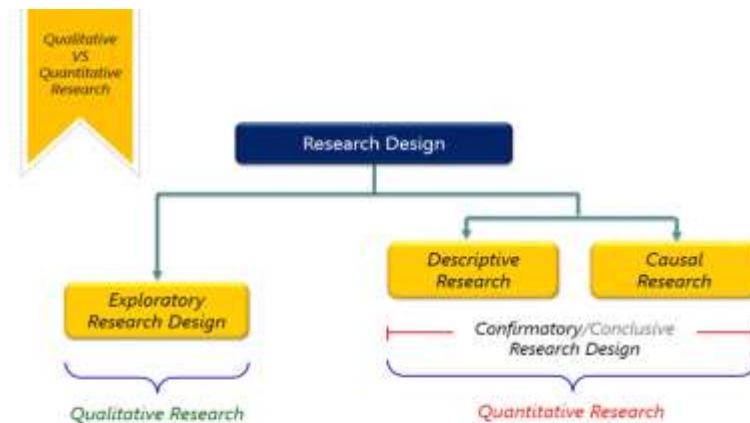 Qualitative
VS
Quantitative
Research
Research Design
Descriptive
Research
Causal
Research
Exploratory
Research Design
Confirmatory/Conclusive
Research Design
Qualitative Research
Quantitative Research